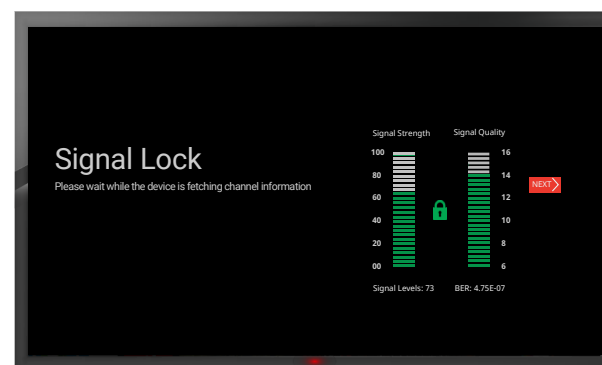 Signal Lock
Please wait while the device is fetching channel information
Signal Strength
Signal Quality
100
80
60
40
20
00
16
14
12
10
8
6
NEXT
Signal Levels: 73
BER: 4.75E-07